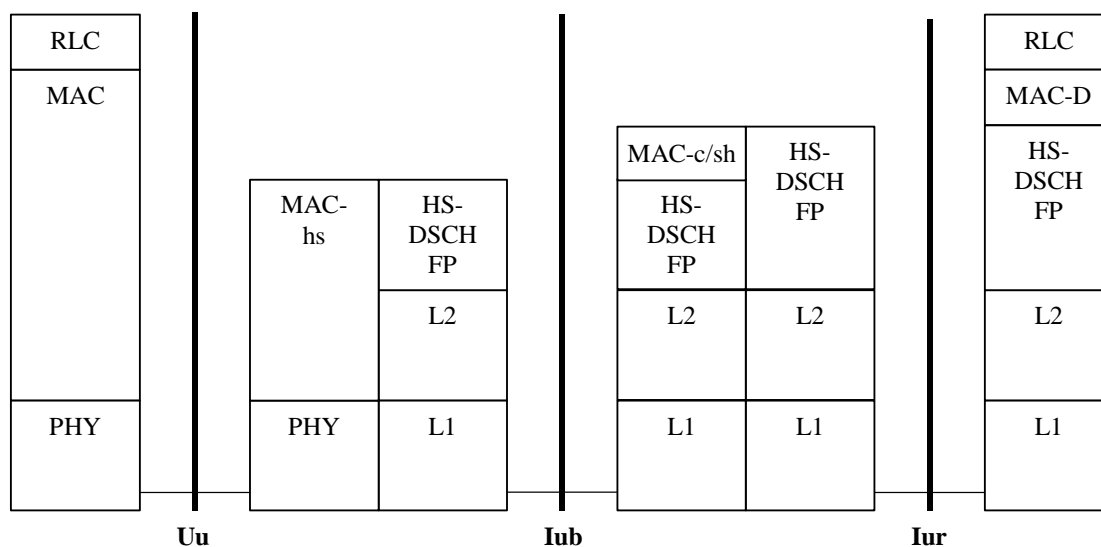 RLC
MAC
PHY
MAC-
hs
PHY
HS-
DSCH
FP
L2
L1
MAC-c/sh
HS-
DSCH
FP
L2
L1
HS-
DSCH
FP
L2
L1
RLC
MAC-D
HS-
DSCH
FP
L2
L1
Uu
Iub
Iur